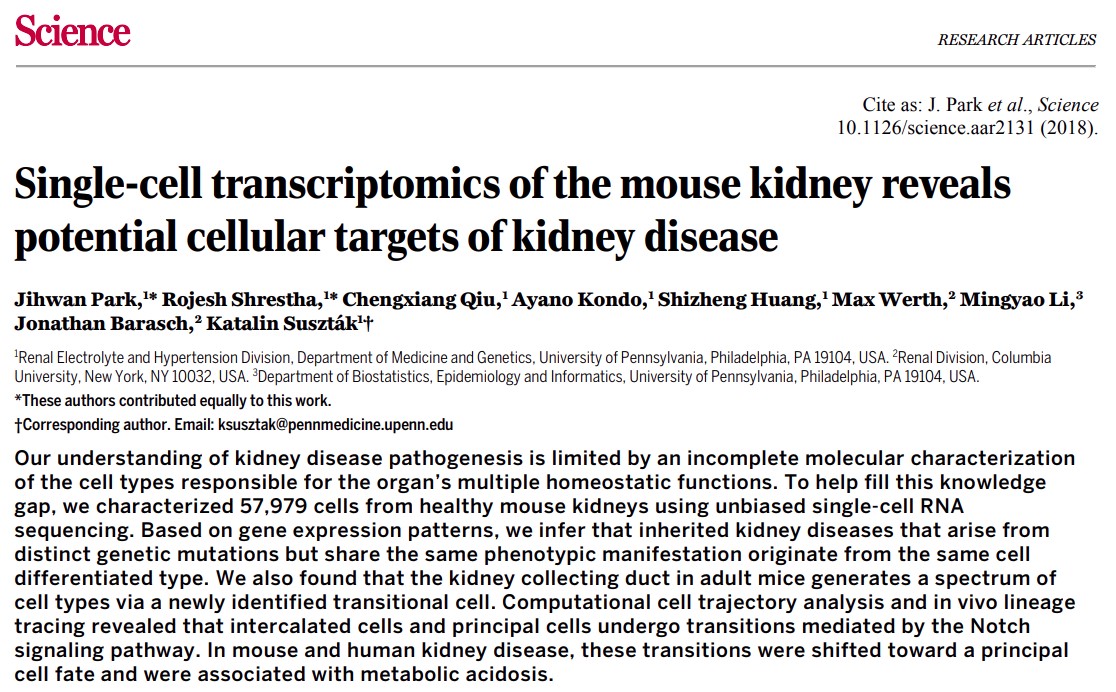 Science
RESEARCH ARTICLES
Cite as: J. Park et al., Science
10.1126/science.aar2131 (2018).
Single-cell transcriptomics of the mouse kidney reveals
potential cellular targets of kidney disease
Jihwan Park,¹* Rojesh Shrestha,¹* Chengxiang Qiu,¹ Ayano Kondo,¹ Shizheng Huang,¹ Max Werth,² Mingyao Li,³
Jonathan Barasch,² Katalin Suszták¹†
¹Renal Electrolyte and Hypertension Division, Department of Medicine and Genetics, University of Pennsylvania, Philadelphia, PA 19104, USA. ²Renal Division, Columbia
University, New York, NY 10032, USA. ³Department of Biostatistics, Epidemiology and Informatics, University of Pennsylvania, Philadelphia, PA 19104, USA.
*These authors contributed equally to this work.
†Corresponding author. Email: ksusztak@pennmedicine.upenn.edu
Our understanding of kidney disease pathogenesis is limited by an incomplete molecular characterization
of the cell types responsible for the organ's multiple homeostatic functions. To help fill this knowledge
gap, we characterized 57,979 cells from healthy mouse kidneys using unbiased single-cell RNA
sequencing. Based on gene expression patterns, we infer that inherited kidney diseases that arise from
distinct genetic mutations but share the same phenotypic manifestation originate from the same cell
differentiated type. We also found that the kidney collecting duct in adult mice generates a spectrum of
cell types via a newly identified transitional cell. Computational cell trajectory analysis and in vivo lineage
tracing revealed that intercalated cells and principal cells undergo transitions mediated by the Notch
signaling pathway. In mouse and human kidney disease, these transitions were shifted toward a principal
cell fate and were associated with metabolic acidosis.